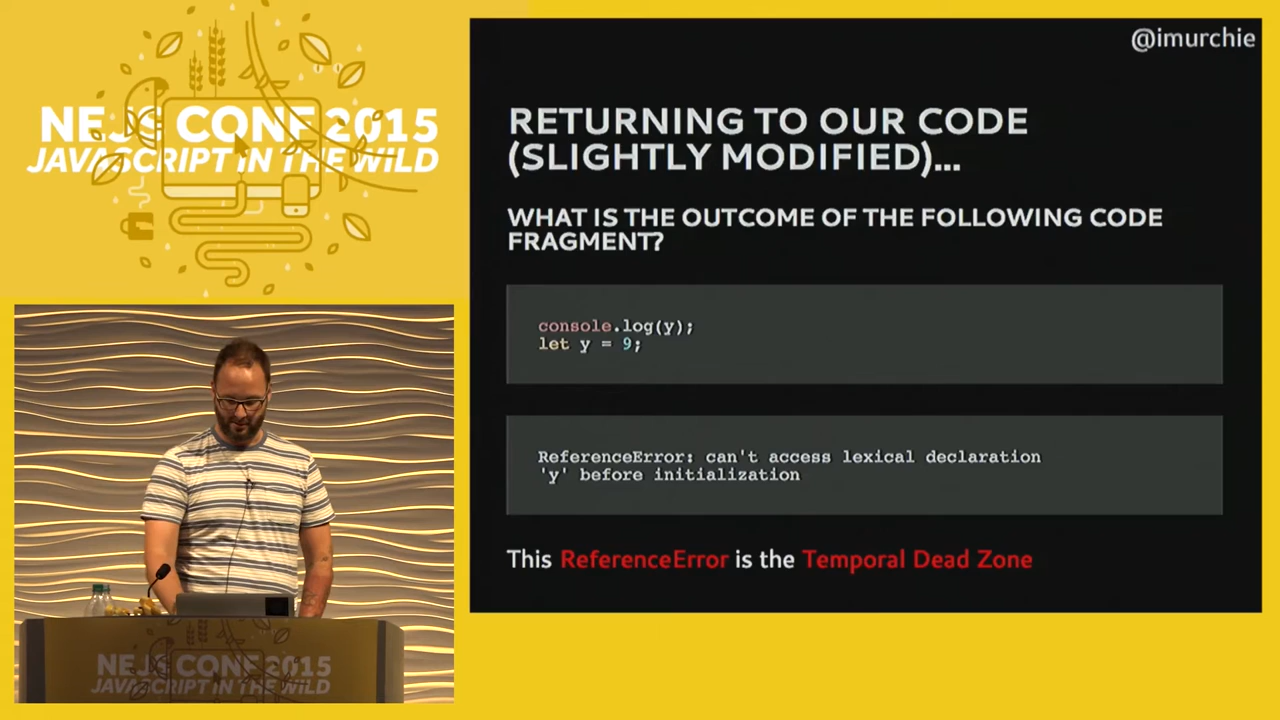 NEJS CONF 2015
JAVASCRIPT IN THE WILD
@imurchie
RETURNING TO OUR CODE
(SLIGHTLY MODIFIED)...
WHAT IS THE OUTCOME OF THE FOLLOWING CODE
FRAGMENT?
console.log(y);
let y = 9;
ReferenceError: can't access lexical declaration
'y' before initialization
This ReferenceError is the Temporal Dead Zone
NEJS CONF 2015
JAVASCRIPT IN THE WILD